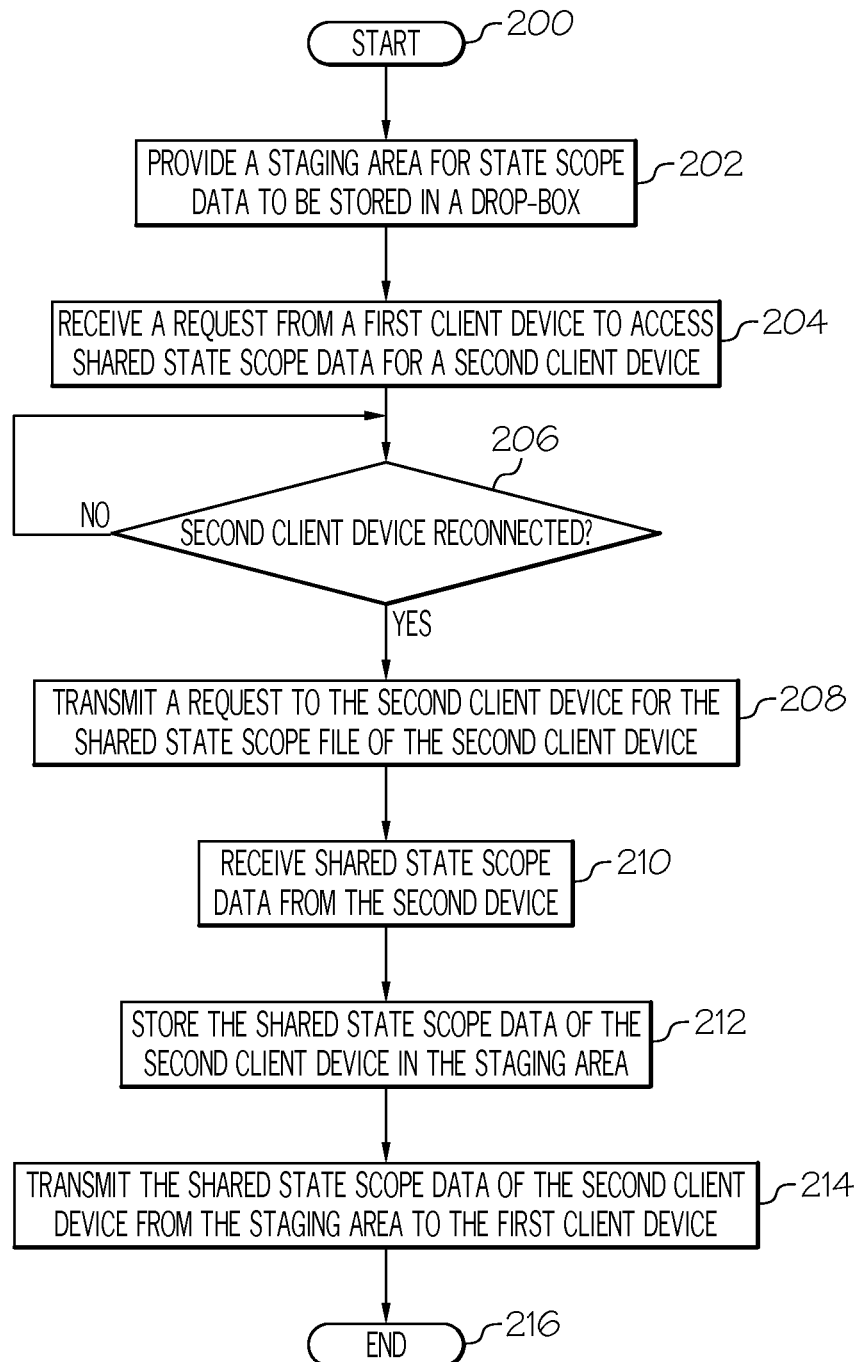 START
200
PROVIDE A STAGING AREA FOR STATE SCOPE
DATA TO BE STORED IN A DROP-BOX
202
RECEIVE A REQUEST FROM A FIRST CLIENT DEVICE TO ACCESS
SHARED STATE SCOPE DATA FOR A SECOND CLIENT DEVICE
204
206
NO
SECOND CLIENT DEVICE RECONNECTED?
YES
TRANSMIT A REQUEST TO THE SECOND CLIENT DEVICE FOR THE
SHARED STATE SCOPE FILE OF THE SECOND CLIENT DEVICE
208
RECEIVE SHARED STATE SCOPE
DATA FROM THE SECOND DEVICE
210
STORE THE SHARED STATE SCOPE DATA OF THE
SECOND CLIENT DEVICE IN THE STAGING AREA
212
TRANSMIT THE SHARED STATE SCOPE DATA OF THE SECOND CLIENT
DEVICE FROM THE STAGING AREA TO THE FIRST CLIENT DEVICE
214
END
216